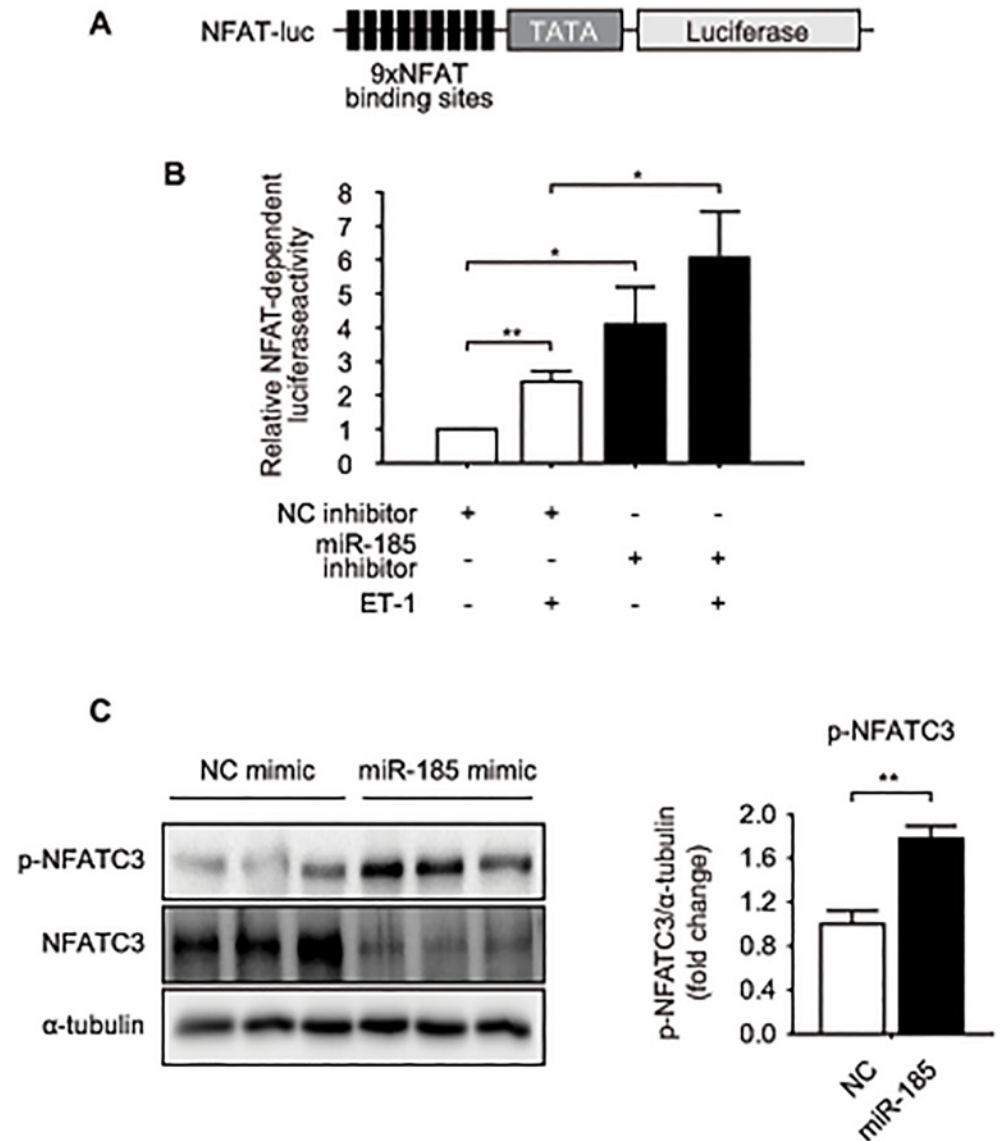 A
NFAT-luc
TATA
Luciferase
9xNFAT
binding sites
B
Relative NFAT-dependent
luciferaseactivity
8
7
6
5
4
3
2
1
0
*
*
**
NC inhibitor + + - -
miR-185
inhibitor - - + +
ET-1 - + - +
C
NC mimic miR-185 mimic
p-NFATC3
NFATC3
α-tubulin
p-NFATC3
**
p-NFATC3/α-tubulin
(fold change)
2.0
1.6
1.2
0.8
0.4
0.0
NC
miR-185